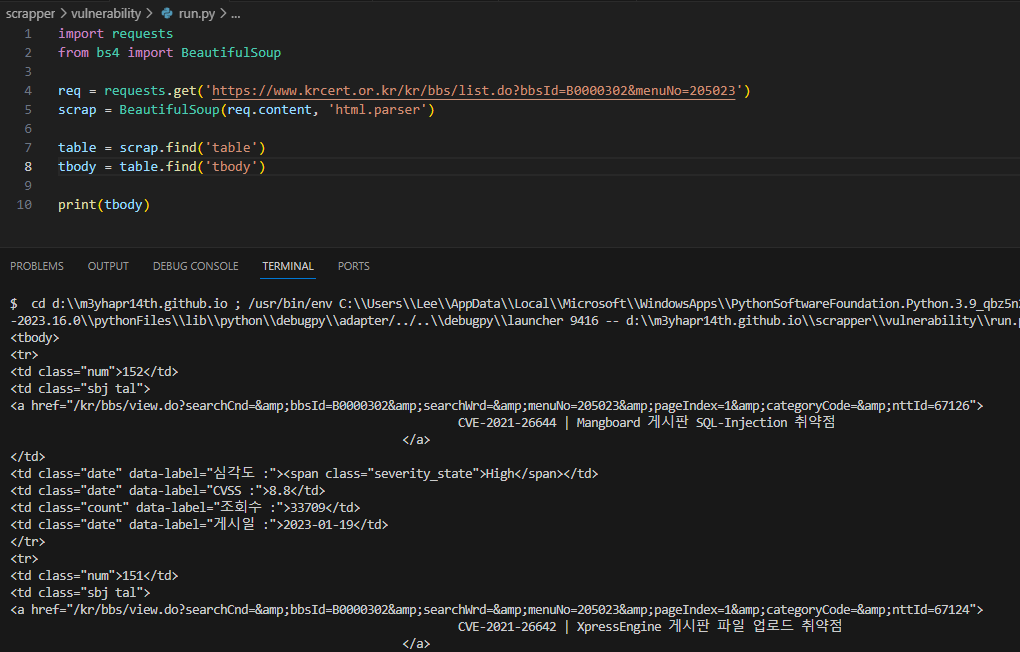 scrapper > vulnerability > run.py > ...
1 import requests
2 from bs4 import BeautifulSoup
3
4 req = requests.get('https://www.krcert.or.kr/kr/bbs/list.do?bbsId=B0000302&menuNo=205023')
5 scrap = BeautifulSoup(req.content, 'html.parser')
6
7 table = scrap.find('table')
8 tbody = table.find('tbody')
9
10 print(tbody)
PROBLEMS OUTPUT DEBUG CONSOLE TERMINAL PORTS
$ cd d:\\m3yhapr14th.github.io ; /usr/bin/env C:\\Users\\Lee\\AppData\\Local\\Microsoft\\WindowsApps\\PythonSoftwareFoundation.Python.3.9_qbz5n
-2023.16.0\\pythonFiles\\lib\\python\\debugpy\\adapter/../..\\debugpy\\launcher 9416 -- d:\\m3yhapr14th.github.io\\scrapper\\vulnerability\\run.
<tbody>
<tr>
<td class="num">152</td>
<td class="sbj tal">
<a href="/kr/bbs/view.do?searchCnd=&amp;bbsId=B0000302&amp;searchWrd=&amp;menuNo=205023&amp;pageIndex=1&amp;categoryCode=&amp;nttId=67126">
CVE-2021-26644 | Mangboard 게시판 SQL-Injection 취약점
</a>
</td>
<td class="date" data-label="심각도 :"><span class="severity_state">High</span></td>
<td class="date" data-label="CVSS :">8.8</td>
<td class="count" data-label="조회수 :">33709</td>
<td class="date" data-label="게시일 :">2023-01-19</td>
</tr>
<tr>
<td class="num">151</td>
<td class="sbj tal">
<a href="/kr/bbs/view.do?searchCnd=&amp;bbsId=B0000302&amp;searchWrd=&amp;menuNo=205023&amp;pageIndex=1&amp;categoryCode=&amp;nttId=67124">
CVE-2021-26642 | XpressEngine 게시판 파일 업로드 취약점
</a>